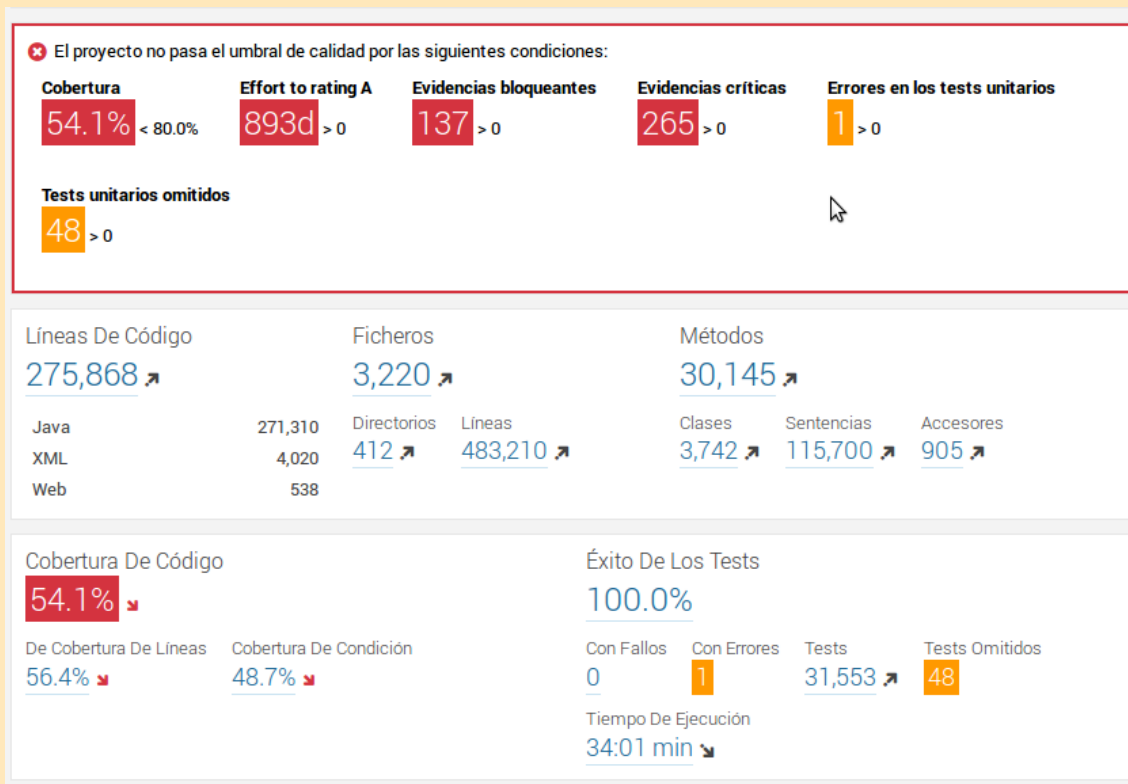 El proyecto no pasa el umbral de calidad por las siguientes condiciones:
Cobertura Effort to rating A Evidencias bloqueantes Evidencias críticas Errores en los tests unitarios
54.1% < 80.0% 893d > 0 137 > 0 265 > 0 1 > 0
Tests unitarios omitidos
48 > 0
Líneas De Código Ficheros Métodos
275,868 3,220 30,145
Java 271,310 Directorios Líneas Clases Sentencias Accesores
XML 4,020 412 483,210 3,742 115,700 905
Web 538
Cobertura De Código Éxito De Los Tests
54.1% 100.0%
De Cobertura De Líneas Cobertura De Condición Con Fallos Con Errores Tests Tests Omitidos
56.4% 48.7% 0 1 31,553 48
Tiempo De Ejecución
34:01 min